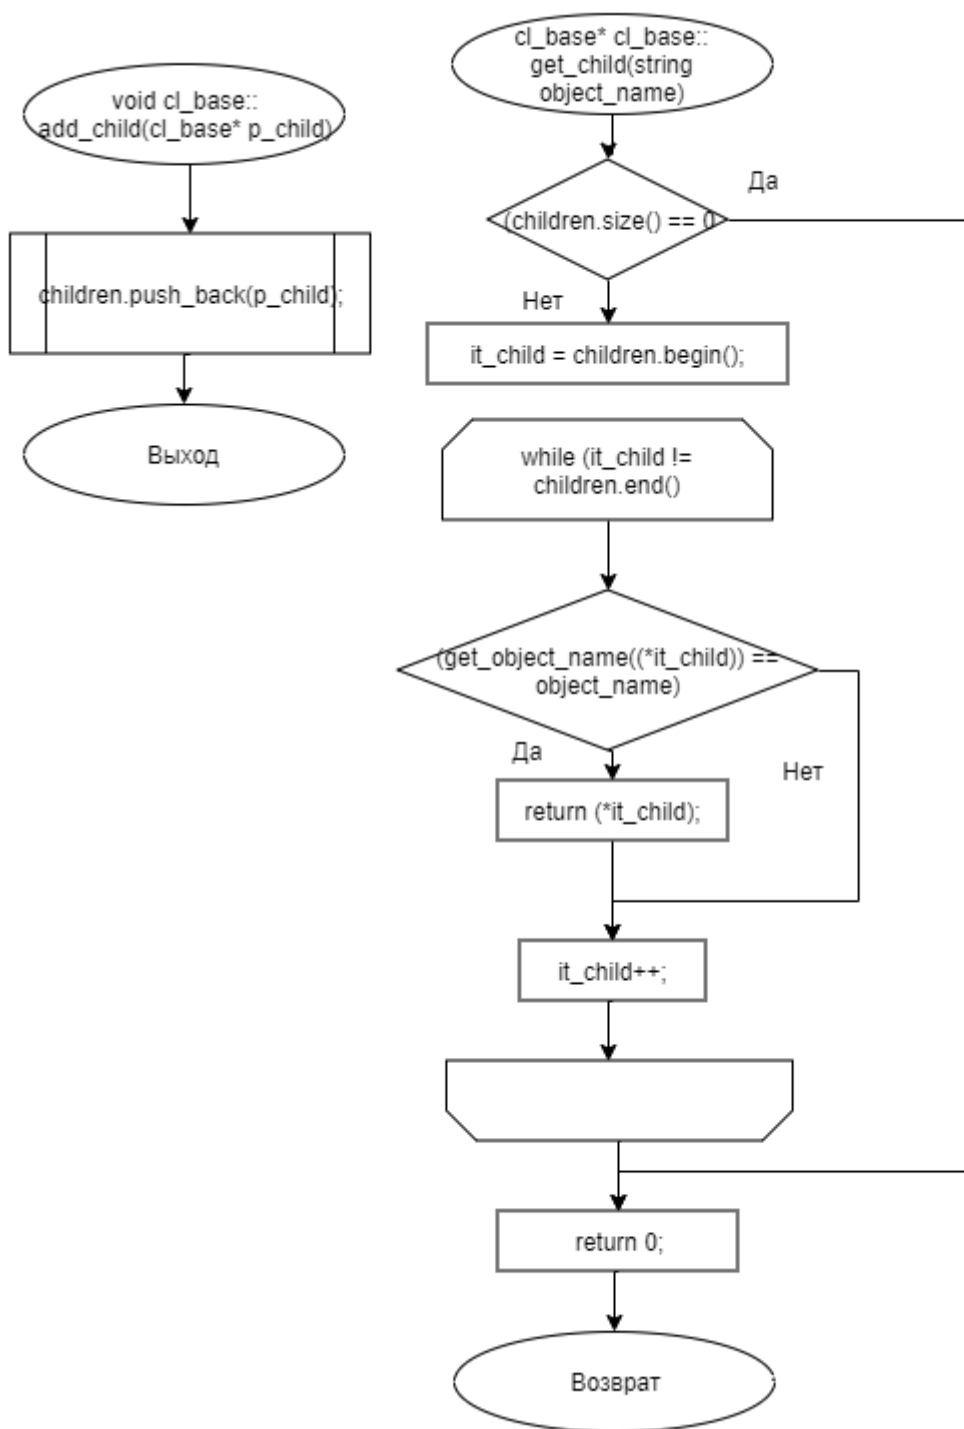 void cl_base::
add_child(cl_base* p_child)
children.push_back(p_child);
Выход
cl_base* cl_base::
get_child(string
object_name)
Да
(children.size() == 0
Нет
it_child = children.begin();
while (it_child !=
children.end()
(get_object_name((*it_child)) ==
object_name)
Да
Нет
return (*it_child);
it_child++;
return 0;
Возврат